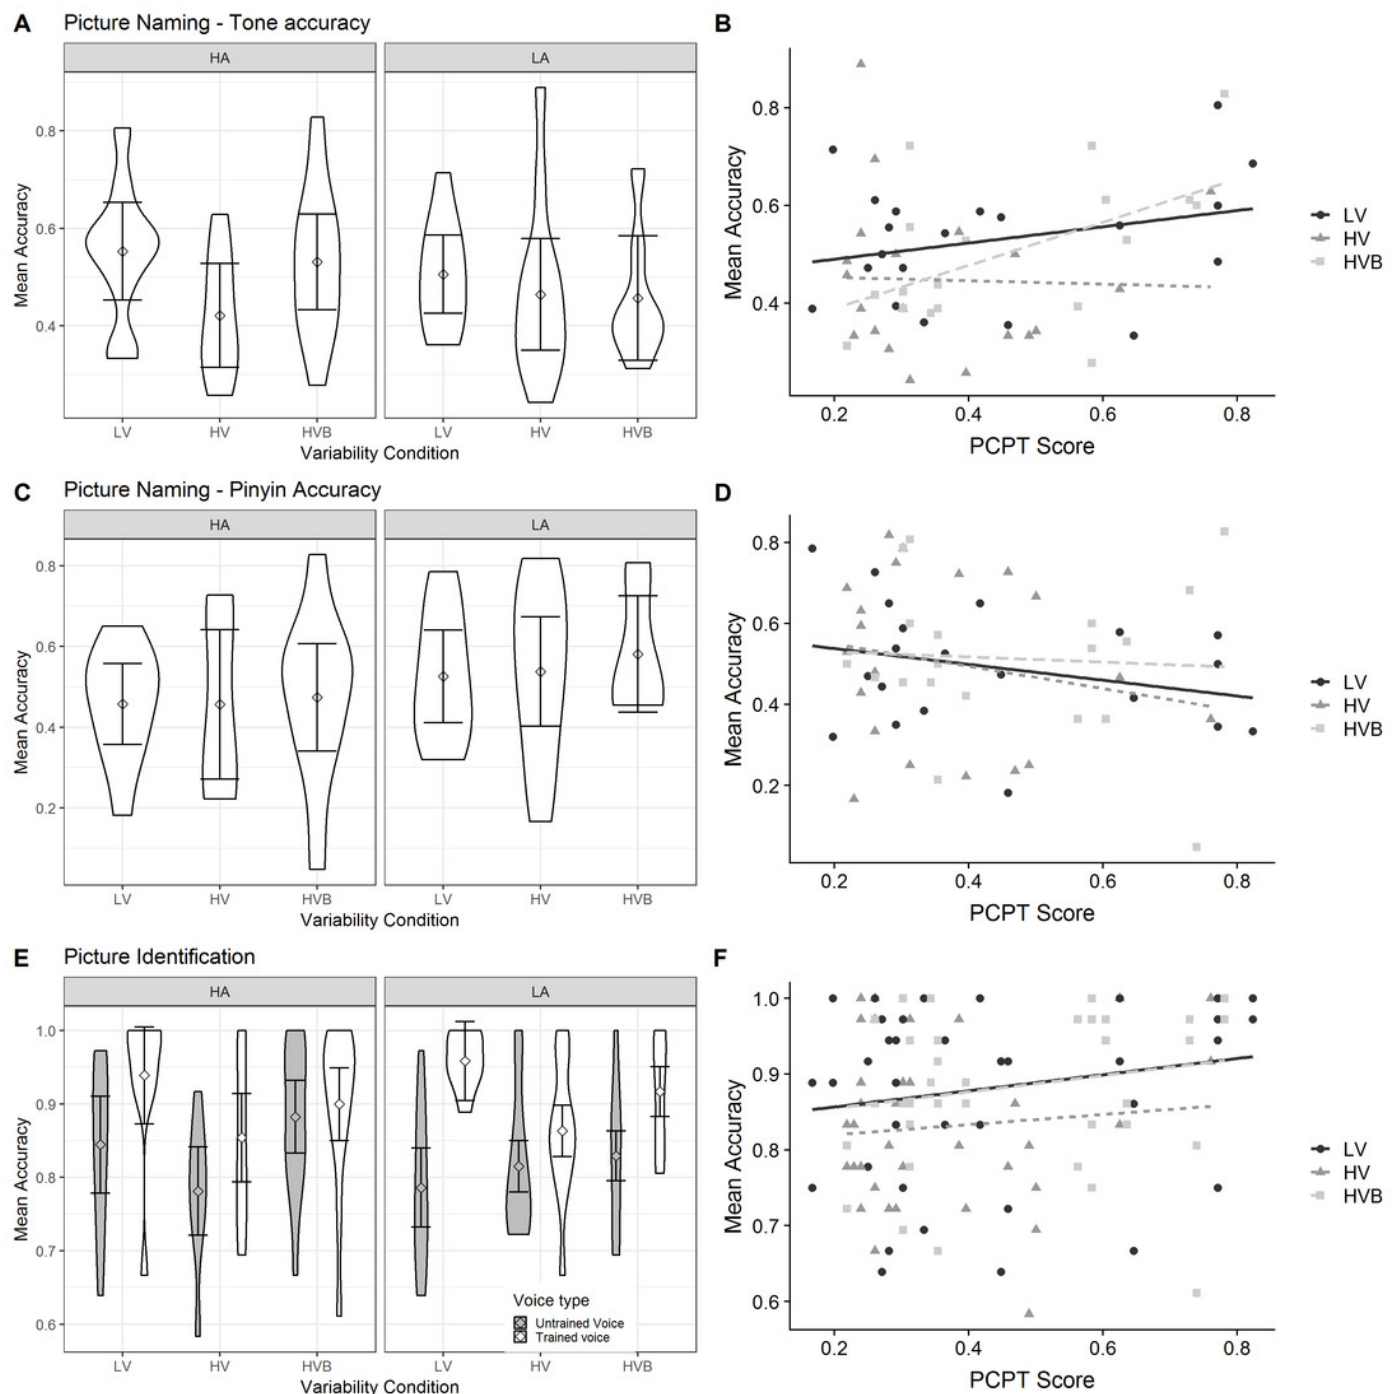 A Picture Naming - Tone accuracy
HA LA
Mean Accuracy
0.8
0.6
0.4
LV HV HVB LV HV HVB
Variability Condition
B
Mean Accuracy
0.8
0.6
0.4
0.2 0.4 0.6 0.8
PCPT Score
LV
HV
HVB
C Picture Naming - Pinyin Accuracy
HA LA
Mean Accuracy
0.8
0.6
0.4
0.2
LV HV HVB LV HV HVB
Variability Condition
D
Mean Accuracy
0.8
0.6
0.4
0.2
0.2 0.4 0.6 0.8
PCPT Score
LV
HV
HVB
E Picture Identification
HA LA
Mean Accuracy
1.0
0.9
0.8
0.7
0.6
Voice type
Untrained Voice
Trained voice
LV HV HVB LV HV HVB
Variability Condition
F
Mean Accuracy
1.0
0.9
0.8
0.7
0.6
0.2 0.4 0.6 0.8
PCPT Score
LV
HV
HVB